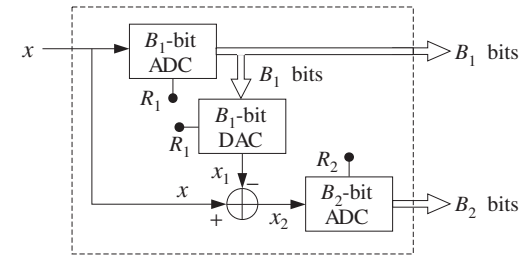 x
B1-bit
ADC
B1 bits
R1
B1 bits
B1-bit
DAC
R1
x1
−
R2
x
+
x2
B2-bit
ADC
B2 bits